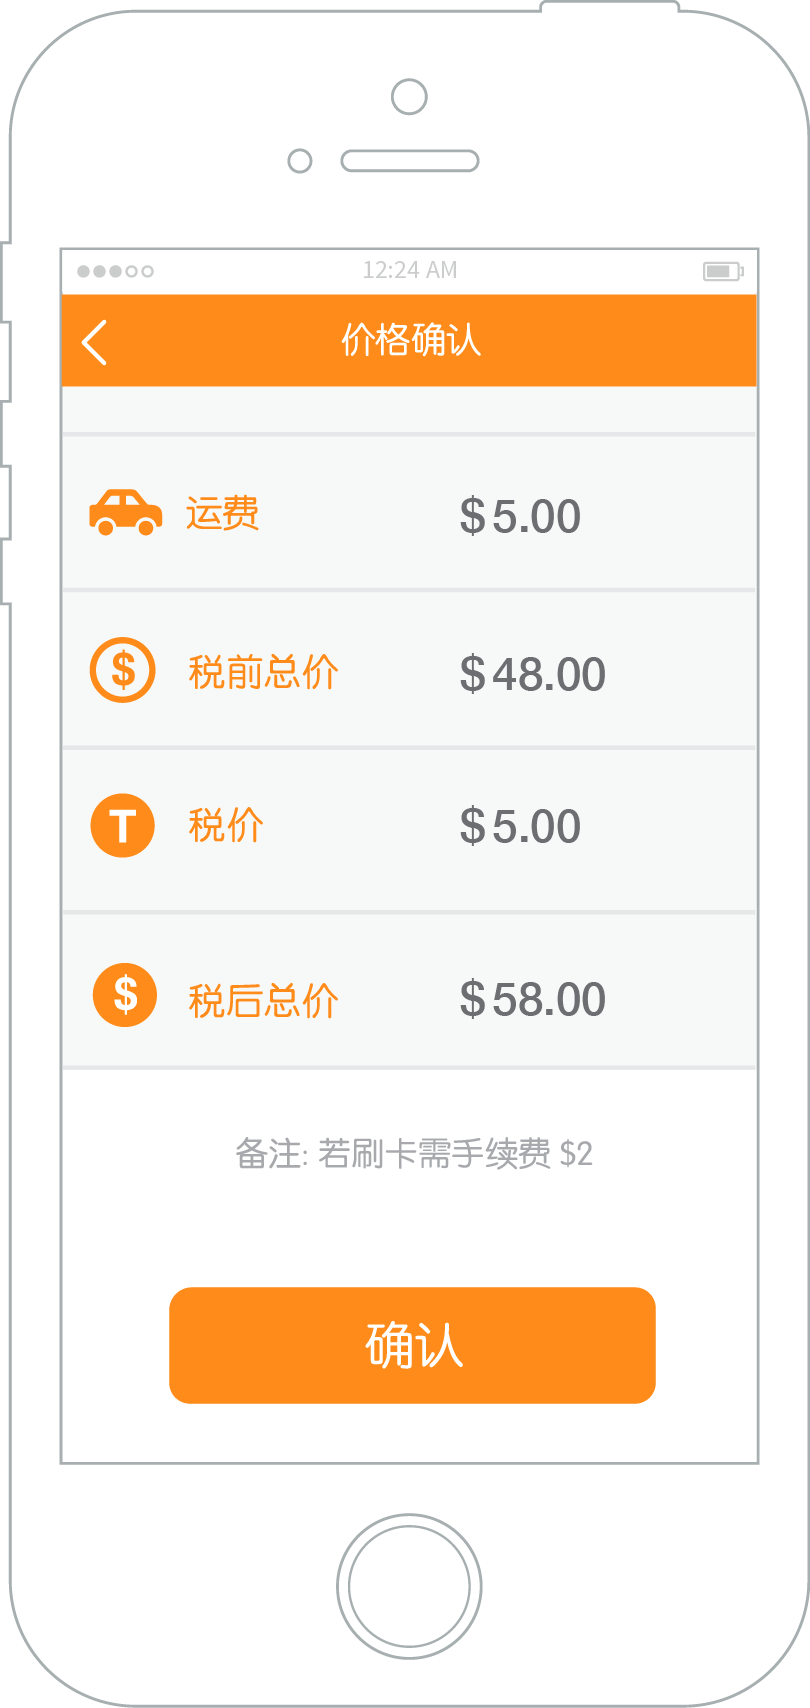 12:24 AM
价格确认
运费 $5.00
$ 税前总价 $48.00
T 税价 $5.00
$ 税后总价 $58.00
备注: 若刷卡需手续费 $2
确认